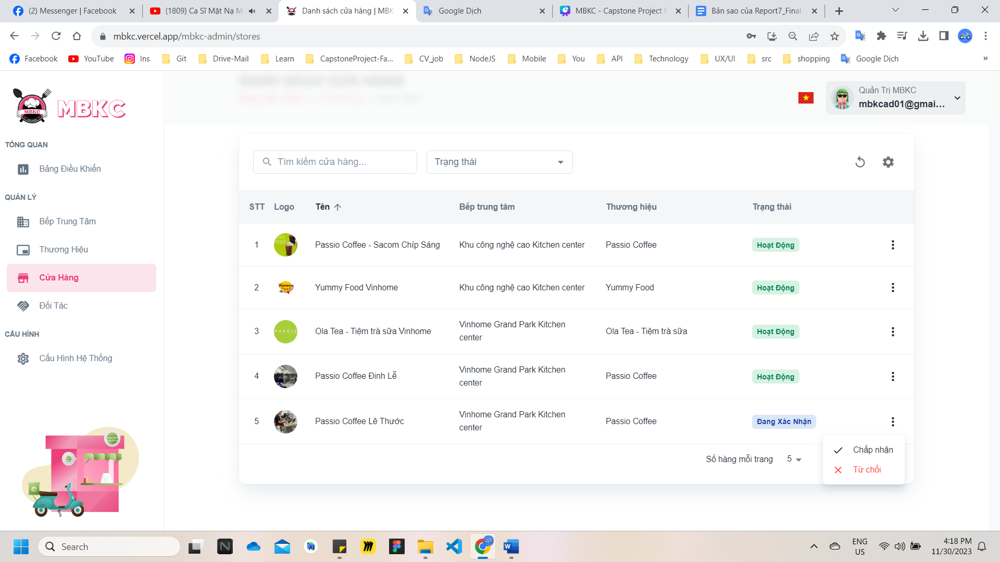 (2) Messenger | Facebook
(1809) Ca Sĩ Mặt Nạ M
Danh sách cửa hàng | MBK
Google Dịch
MBKC - Capstone Project F
Bản sao của Report7_Final
mbkc.vercel.app/mbkc-admin/stores
Facebook
YouTube
Ins
Git
Drive-Mail
Learn
CapstoneProject-Fa...
CV_job
NodeJS
Mobile
You
API
Technology
UX/UI
src
shopping
Google Dịch
»
MBKC
MBKC
Quản Trị MBKC
mbkcad01@gmai...
TỔNG QUAN
Bảng Điều Khiển
QUẢN LÝ
Bếp Trung Tâm
Thương Hiệu
Cửa Hàng
Đối Tác
CẤU HÌNH
Cấu Hình Hệ Thống
Tìm kiếm cửa hàng...
Trạng thái
STT Logo Tên Bếp trung tâm Thương hiệu Trạng thái
1 Passio Coffee - Sacom Chíp Sáng Khu công nghệ cao Kitchen center Passio Coffee Hoạt Động
2 Yummy Food Vinhome Khu công nghệ cao Kitchen center Yummy Food Hoạt Động
3 Ola Tea - Tiệm trà sữa Vinhome Vinhome Grand Park Kitchen center Ola Tea - Tiệm trà sữa Hoạt Động
4 Passio Coffee Đinh Lễ Vinhome Grand Park Kitchen center Passio Coffee Hoạt Động
5 Passio Coffee Lê Thước Vinhome Grand Park Kitchen center Passio Coffee Đang Xác Nhận
Số hàng mỗi trang 5
Chấp nhận
Từ chối
Search
ENG
US
4:18 PM
11/30/2023